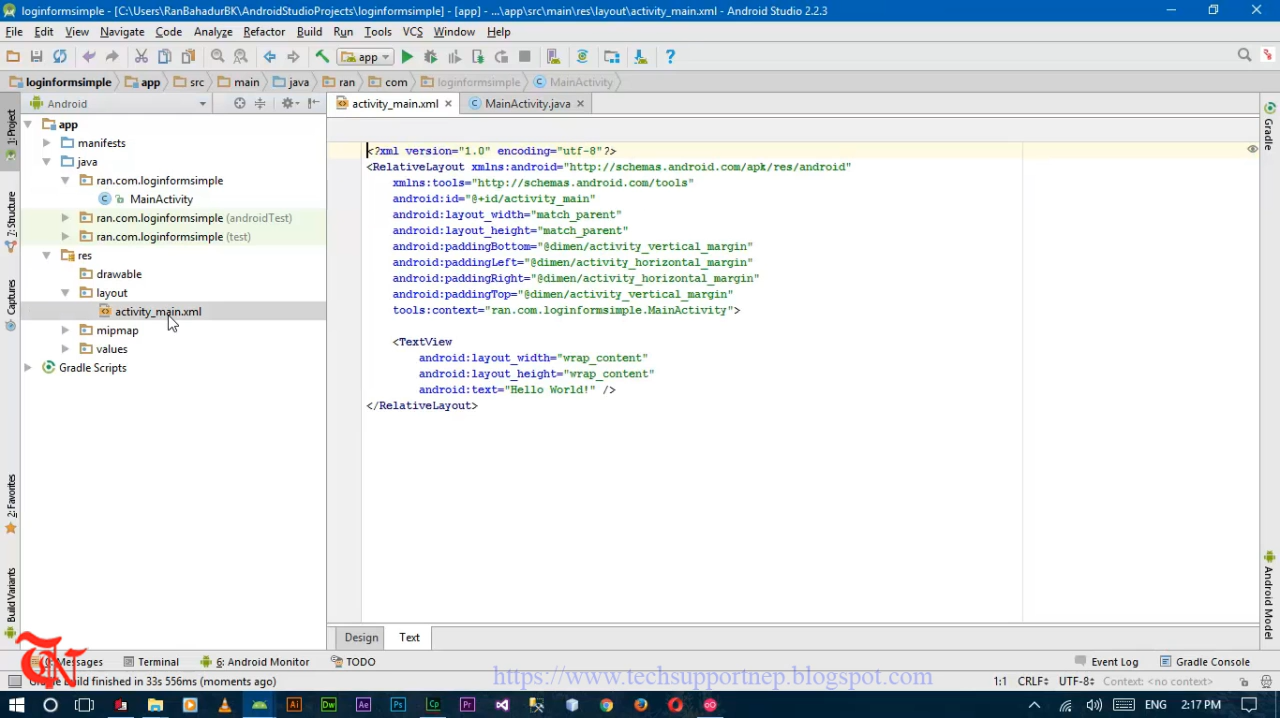 loginformsimple - [C:\Users\RanBahadurBK\AndroidStudioProjects\loginformsimple] - [app] - ...\app\src\main\res\layout\activity_main.xml - Android Studio 2.2.3
File Edit View Navigate Code Analyze Refactor Build Run Tools VCS Window Help
app
loginformsimple app src main java ran com loginformsimple MainActivity
Android
activity_main.xml MainActivity.java
1: Project
7: Structure
Captures
2: Favorites
Build Variants
app
manifests
java
ran.com.loginformsimple
MainActivity
ran.com.loginformsimple (androidTest)
ran.com.loginformsimple (test)
res
drawable
layout
activity_main.xml
mipmap
values
Gradle Scripts
<?xml version="1.0" encoding="utf-8"?>
<RelativeLayout xmlns:android="http://schemas.android.com/apk/res/android"
xmlns:tools="http://schemas.android.com/tools"
android:id="@+id/activity_main"
android:layout_width="match_parent"
android:layout_height="match_parent"
android:paddingBottom="@dimen/activity_vertical_margin"
android:paddingLeft="@dimen/activity_horizontal_margin"
android:paddingRight="@dimen/activity_horizontal_margin"
android:paddingTop="@dimen/activity_vertical_margin"
tools:context="ran.com.loginformsimple.MainActivity">
<TextView
android:layout_width="wrap_content"
android:layout_height="wrap_content"
android:text="Hello World!" />
</RelativeLayout>
Gradle
Android Model
Design Text
Messages Terminal 6: Android Monitor TODO Event Log Gradle Console
build finished in 33s 556ms (moments ago) https://www.techsupportnep.blogspot.com 1:1 CRLF UTF-8 Context: <no context>
Ai Dw Ae Ps Cp Pr ENG 2:17 PM